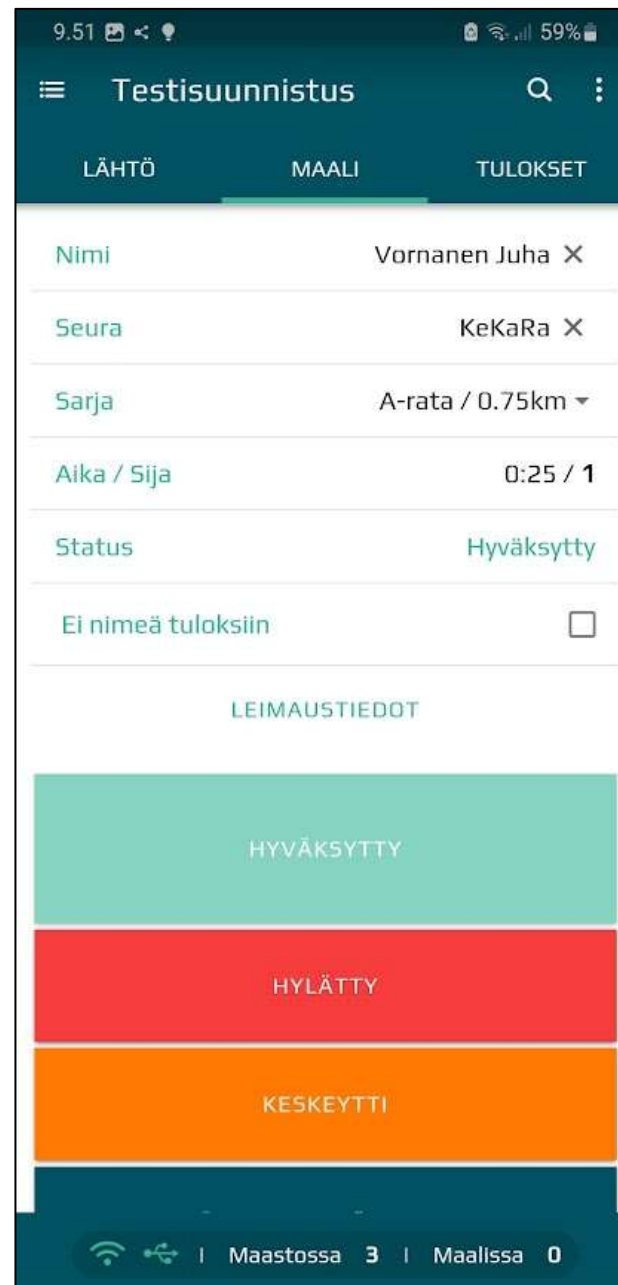 9.51 59%
Testisuunnistus
LÄHTÖ MAALI TULOKSET
Nimi Vornanen Juha
Seura KeKaRa
Sarja A-rata / 0.75km
Aika / Sija 0:25 / 1
Status Hyväksytty
Ei nimeä tuloksiin
LEIMAUSTIEDOT
HYVÄKSYTTY
HYLÄTTY
KESKEYTTI
| Maastossa 3 | Maalissa 0